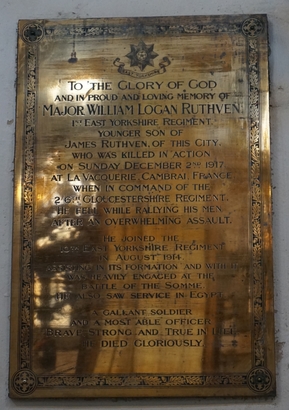 TO THE GLORY OF GOD
AND IN PROUD AND LOVING MEMORY OF
MAJOR WILLIAM LOGAN RUTHVEN
1ST EAST YORKSHIRE REGIMENT.
YOUNGER SON OF
JAMES RUTHVEN, OF THIS CITY.
WHO WAS KILLED IN ACTION
ON SUNDAY DECEMBER 2ND 1917,
AT LA VACQUERIE, CAMBRAI, FRANCE
WHEN IN COMMAND OF THE
GLOUCESTERSHIRE REGIMENT.
HE FELL WHILE RALLYING HIS MEN
AFTER AN OVERWHELMING ASSAULT.
HE JOINED THE
EAST YORKSHIRE REGIMENT
IN AUGUST 1914.
IN ITS FORMATION AND WHILE
HEAVILY ENGAGED AT THE
BATTLE OF THE SOMME
ALSO SAW SERVICE IN EGYPT.
A GALLANT SOLDIER
AND A MOST ABLE OFFICER
BRAVE, STRONG AND TRUE IN LIFE,
DIED GLORIOUSLY.